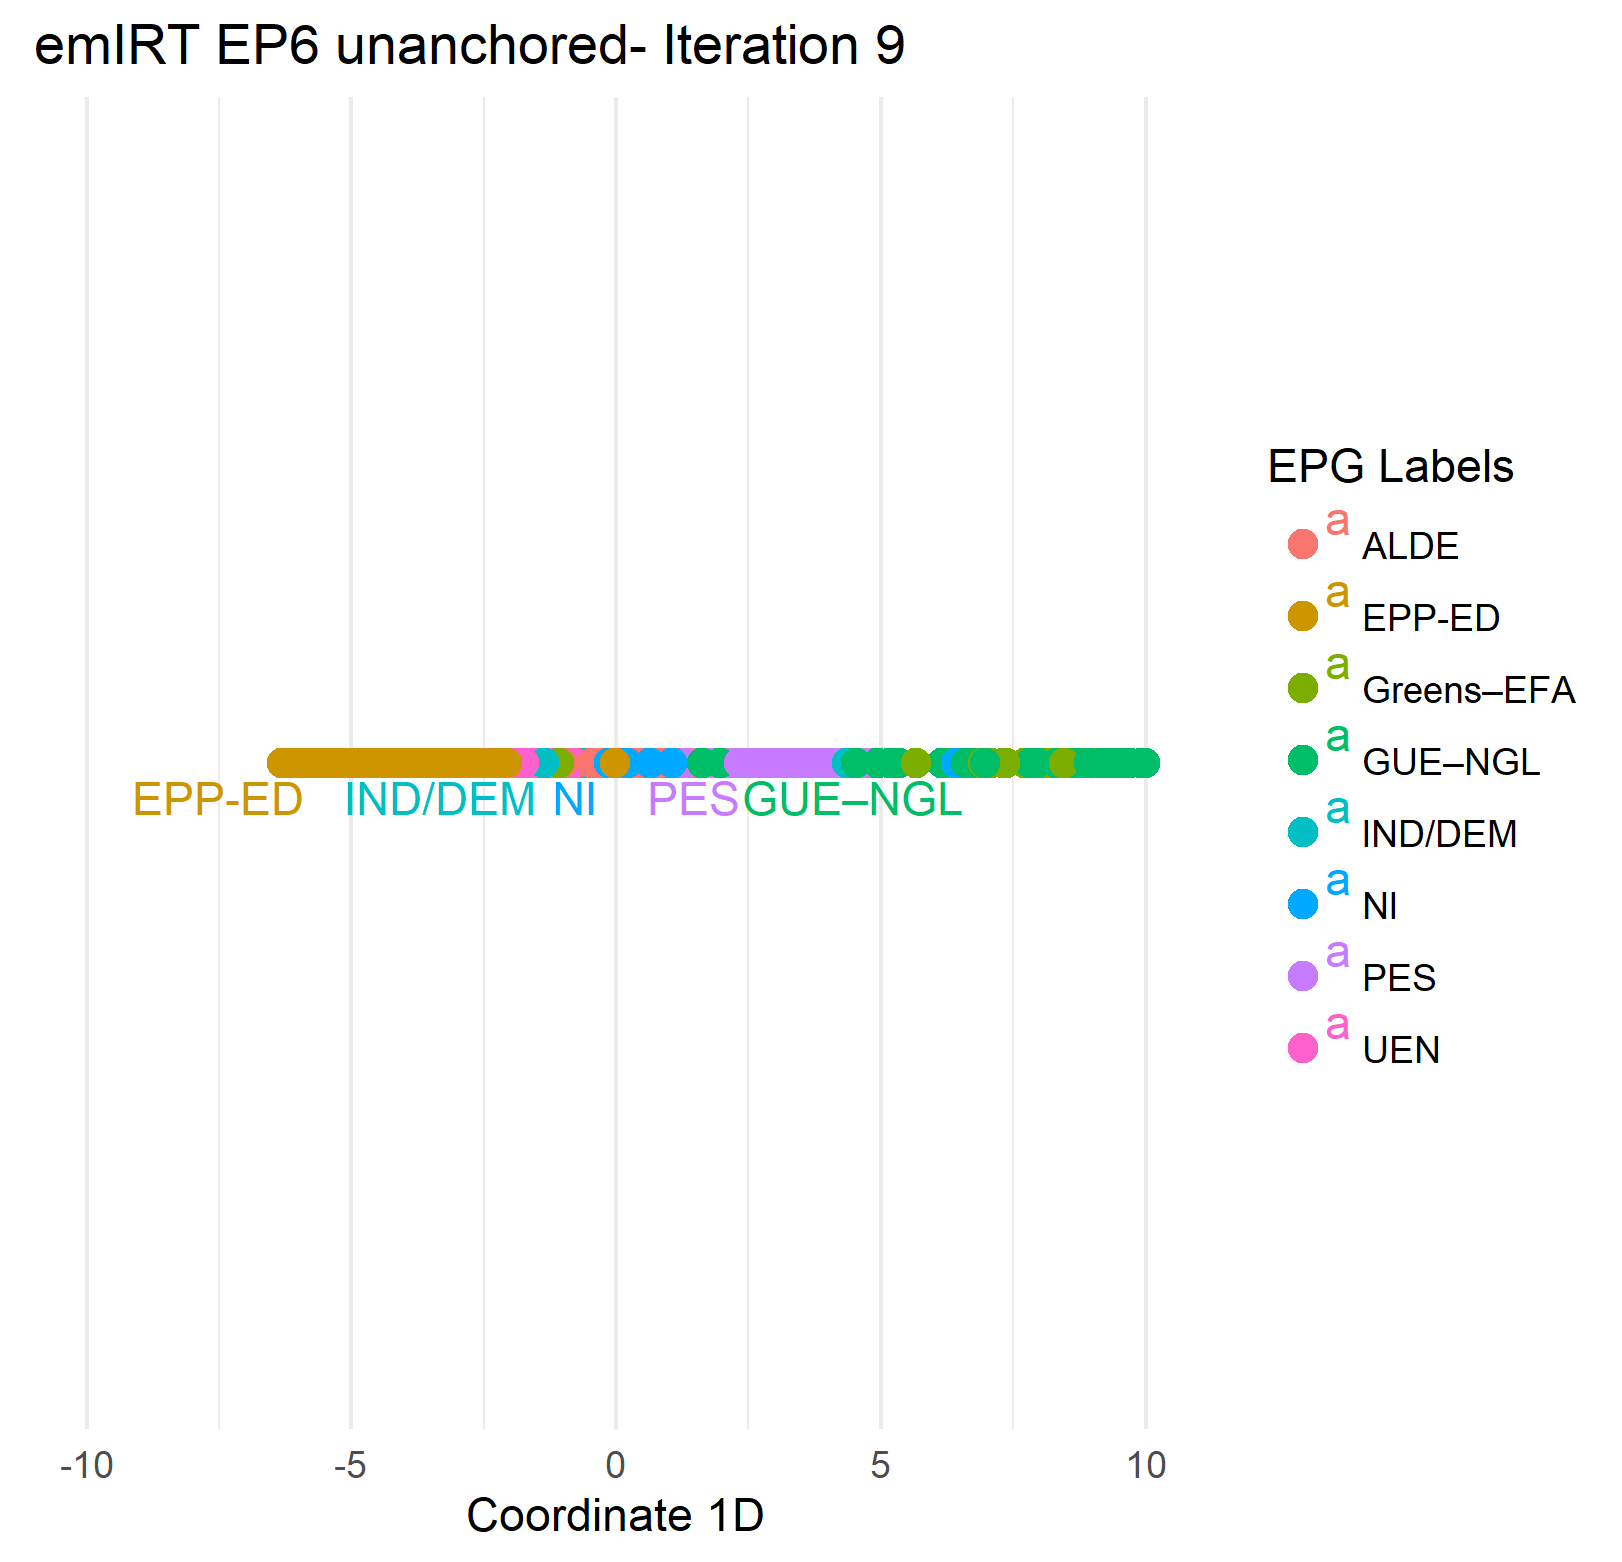 emIRT EP6 unanchored- Iteration 9
EPP-ED IND/DEM NI PES GUE–NGL
-10 -5 0 5 10
Coordinate 1D
EPG Labels
a ALDE
a EPP-ED
a Greens–EFA
a GUE–NGL
a IND/DEM
a NI
a PES
a UEN